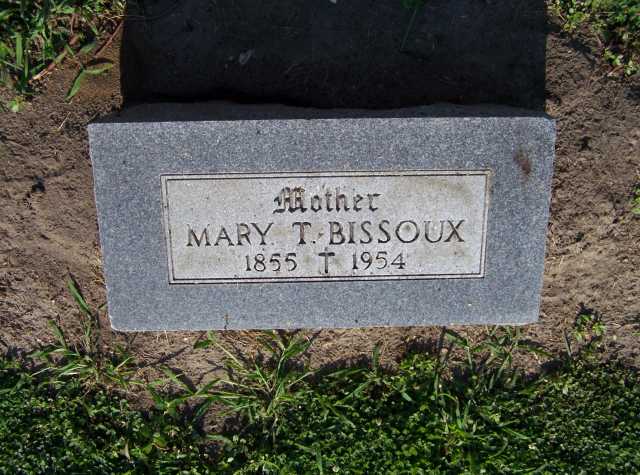 Mother
MARY T. BISSOUX
1855 † 1954